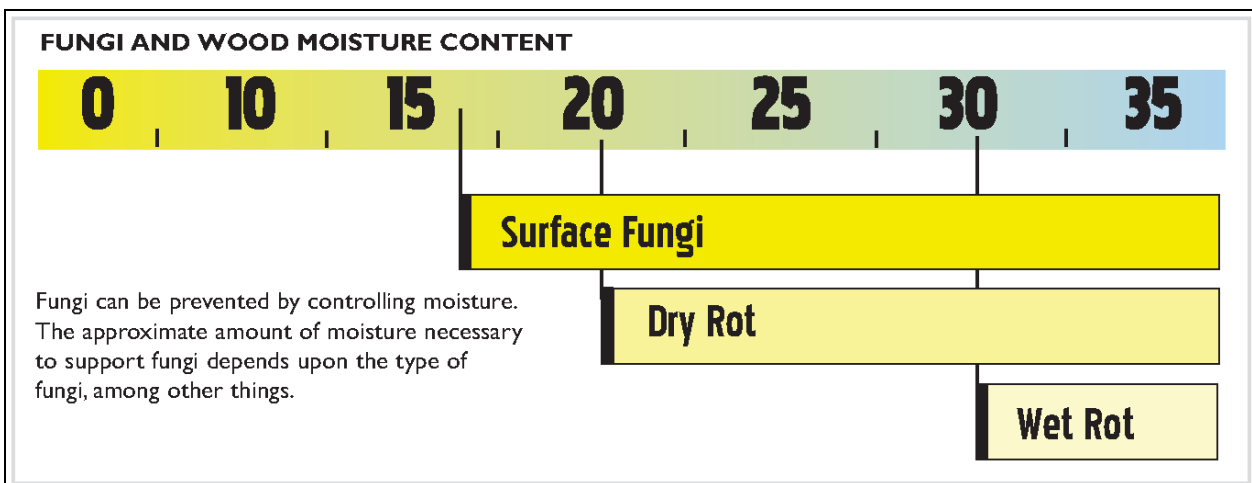 FUNGI AND WOOD MOISTURE CONTENT
0 10 15 20 25 30 35
Surface Fungi
Fungi can be prevented by controlling moisture.
The approximate amount of moisture necessary
to support fungi depends upon the type of
fungi, among other things.
Dry Rot
Wet Rot